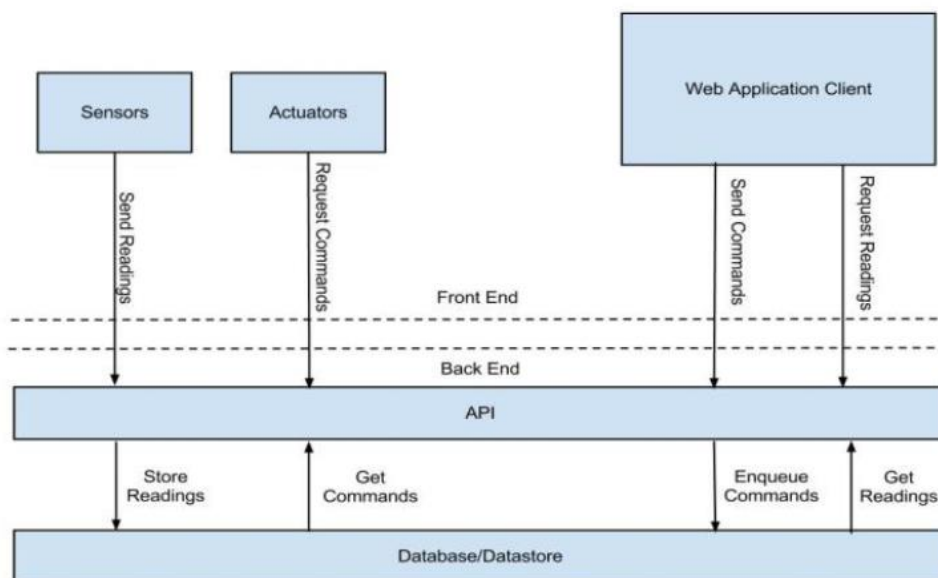 Sensors
Actuators
Web Application Client
Send Readings
Request Commands
Send Commands
Request Readings
Front End
Back End
API
Store
Readings
Get
Commands
Enqueue
Commands
Get
Readings
Database/Datastore